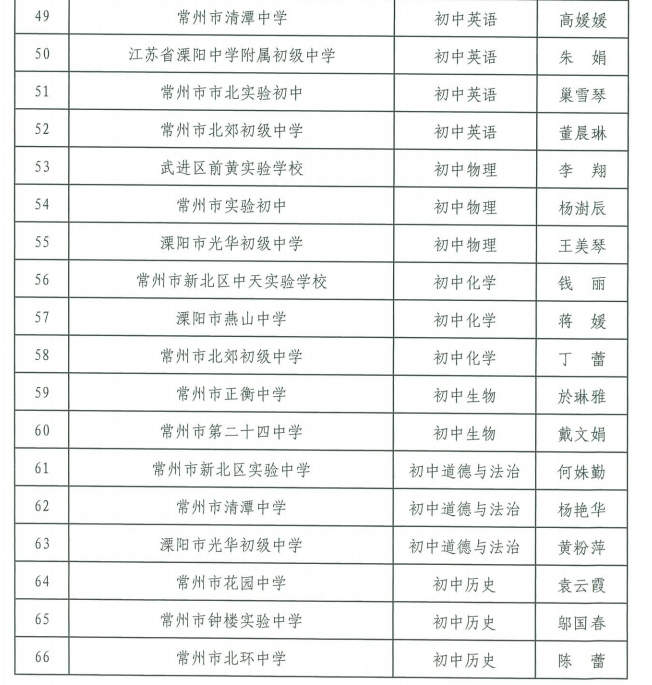 49 常州市清潭中学 初中英语 高媛媛
50 江苏省溧阳中学附属初级中学 初中英语 朱 娟
51 常州市市北实验初中 初中英语 巢雪琴
52 常州市北郊初级中学 初中英语 董晨琳
53 武进区前黄实验学校 初中物理 李 翔
54 常州市实验初中 初中物理 杨澍辰
55 溧阳市光华初级中学 初中物理 王美琴
56 常州市新北区中天实验学校 初中化学 钱 丽
57 溧阳市燕山中学 初中化学 蒋 媛
58 常州市北郊初级中学 初中化学 丁 蕾
59 常州市正衡中学 初中生物 於琳雅
60 常州市第二十四中学 初中生物 戴文娟
61 常州市新北区实验中学 初中道德与法治 何姝勤
62 常州市清潭中学 初中道德与法治 杨艳华
63 溧阳市光华初级中学 初中道德与法治 黄粉萍
64 常州市花园中学 初中历史 袁云霞
65 常州市钟楼实验中学 初中历史 邬国春
66 常州市北环中学 初中历史 陈 蕾